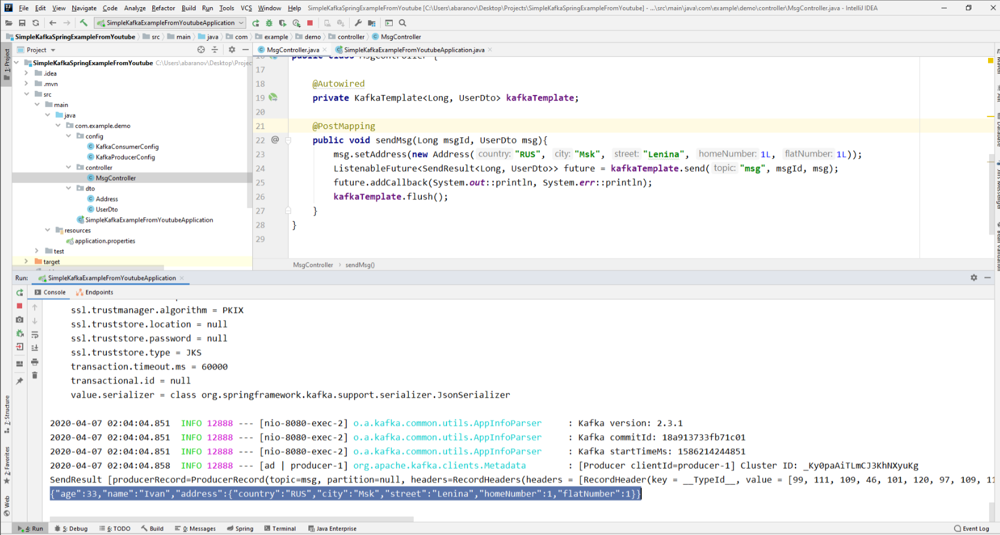 File Edit View Navigate Code Analyze Refactor Build Run Tools VCS Window Help SimpleKafkaSpringExampleFromYoutube [C:\Users\abaranov\Desktop\Projects\SimpleKafkaSpringExampleFromYoutube] - ...\src\main\java\com\example\demo\controller\MsgController.java - IntelliJ IDEA
SimpleKafkaExampleFromYoutubeApplication
SimpleKafkaSpringExampleFromYoutube src main java com example demo controller MsgController
1: Project
Project
MsgController.java SimpleKafkaExampleFromYoutubeApplication.java
SimpleKafkaSpringExampleFromYoutube C:\Users\abaranov\Desktop\Projec
.idea
.mvn
src
main
java
com.example.demo
config
KafkaConsumerConfig
KafkaProducerConfig
controller
MsgController
dto
Address
UserDto
SimpleKafkaExampleFromYoutubeApplication
resources
application.properties
test
target
16 public class MsgController {
17
18 @Autowired
19 private KafkaTemplate<Long, UserDto> kafkaTemplate;
20
21 @PostMapping
22 @ public void sendMsg(Long msgId, UserDto msg){
23 msg.setAddress(new Address( country: "RUS", city: "Msk", street: "Lenina", homeNumber: 1L, flatNumber: 1L));
24 ListenableFuture<SendResult<Long, UserDto>> future = kafkaTemplate.send( topic: "msg", msgId, msg);
25 future.addCallback(System.out::println, System.err::println);
26 kafkaTemplate.flush();
27 }
28 }
29
MsgController › sendMsg()
Maven
Ant
Database
Bean Validation
Run: SimpleKafkaExampleFromYoutubeApplication
Console Endpoints
ssl.trustmanager.algorithm = PKIX
ssl.truststore.location = null
ssl.truststore.password = null
ssl.truststore.type = JKS
transaction.timeout.ms = 60000
transactional.id = null
value.serializer = class org.springframework.kafka.support.serializer.JsonSerializer
2020-04-07 02:04:04.851 INFO 12888 --- [nio-8080-exec-2] o.a.kafka.common.utils.AppInfoParser : Kafka version: 2.3.1
2020-04-07 02:04:04.851 INFO 12888 --- [nio-8080-exec-2] o.a.kafka.common.utils.AppInfoParser : Kafka commitId: 18a913733fb71c01
2020-04-07 02:04:04.851 INFO 12888 --- [nio-8080-exec-2] o.a.kafka.common.utils.AppInfoParser : Kafka startTimeMs: 1586214244851
2020-04-07 02:04:04.858 INFO 12888 --- [ad | producer-1] org.apache.kafka.clients.Metadata : [Producer clientId=producer-1] Cluster ID: _Ky0paAiTLmCJ3KhNXyuKg
SendResult [producerRecord=ProducerRecord(topic=msg, partition=null, headers=RecordHeaders(headers = [RecordHeader(key = __TypeId__, value = [99, 111, 109, 46, 101, 120, 97, 109, 11
{"age":33,"name":"Ivan","address":{"country":"RUS","city":"Msk","street":"Lenina","homeNumber":1,"flatNumber":1}}
7: Structure
2: Favorites
Web
4: Run 5: Debug 6: TODO Build 0: Messages Spring Terminal Java Enterprise Event Log